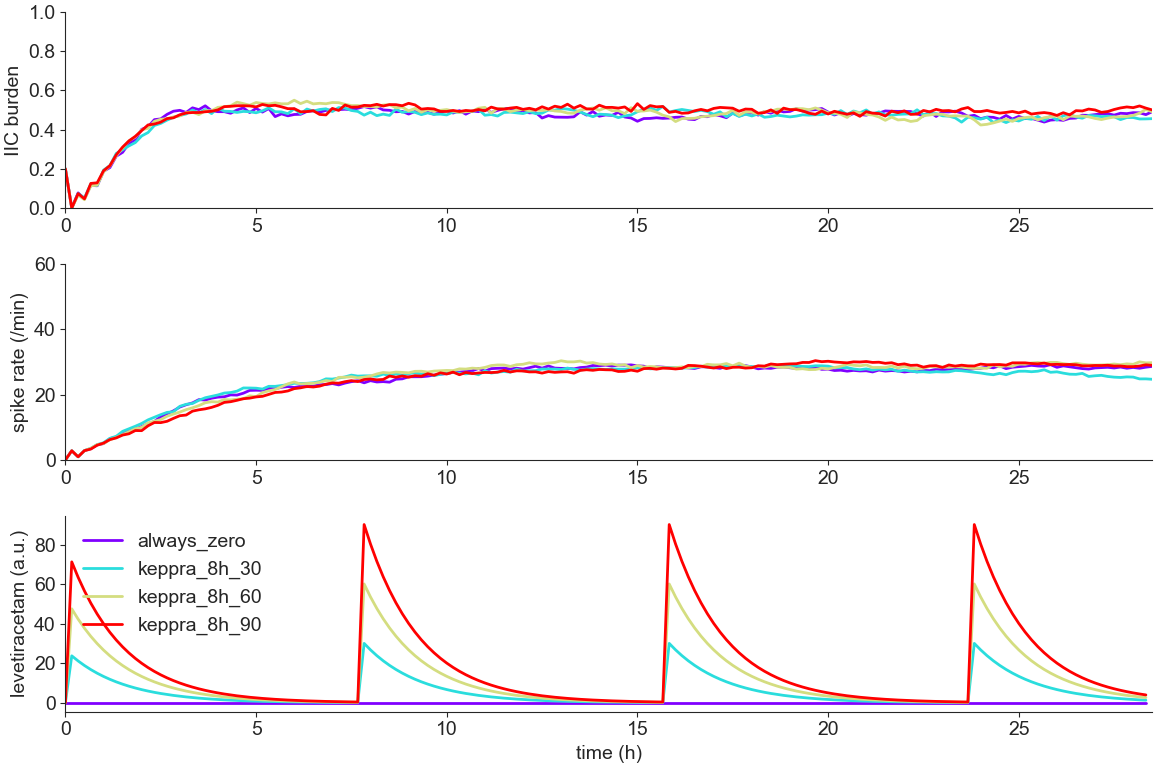 IIC burden
1.0
0.8
0.6
0.4
0.2
0.0
0 5 10 15 20 25
spike rate (/min)
60
40
20
0
0 5 10 15 20 25
levetiracetam (a.u.)
80
60
40
20
0
always_zero
keppra_8h_30
keppra_8h_60
keppra_8h_90
0 5 10 15 20 25
time (h)